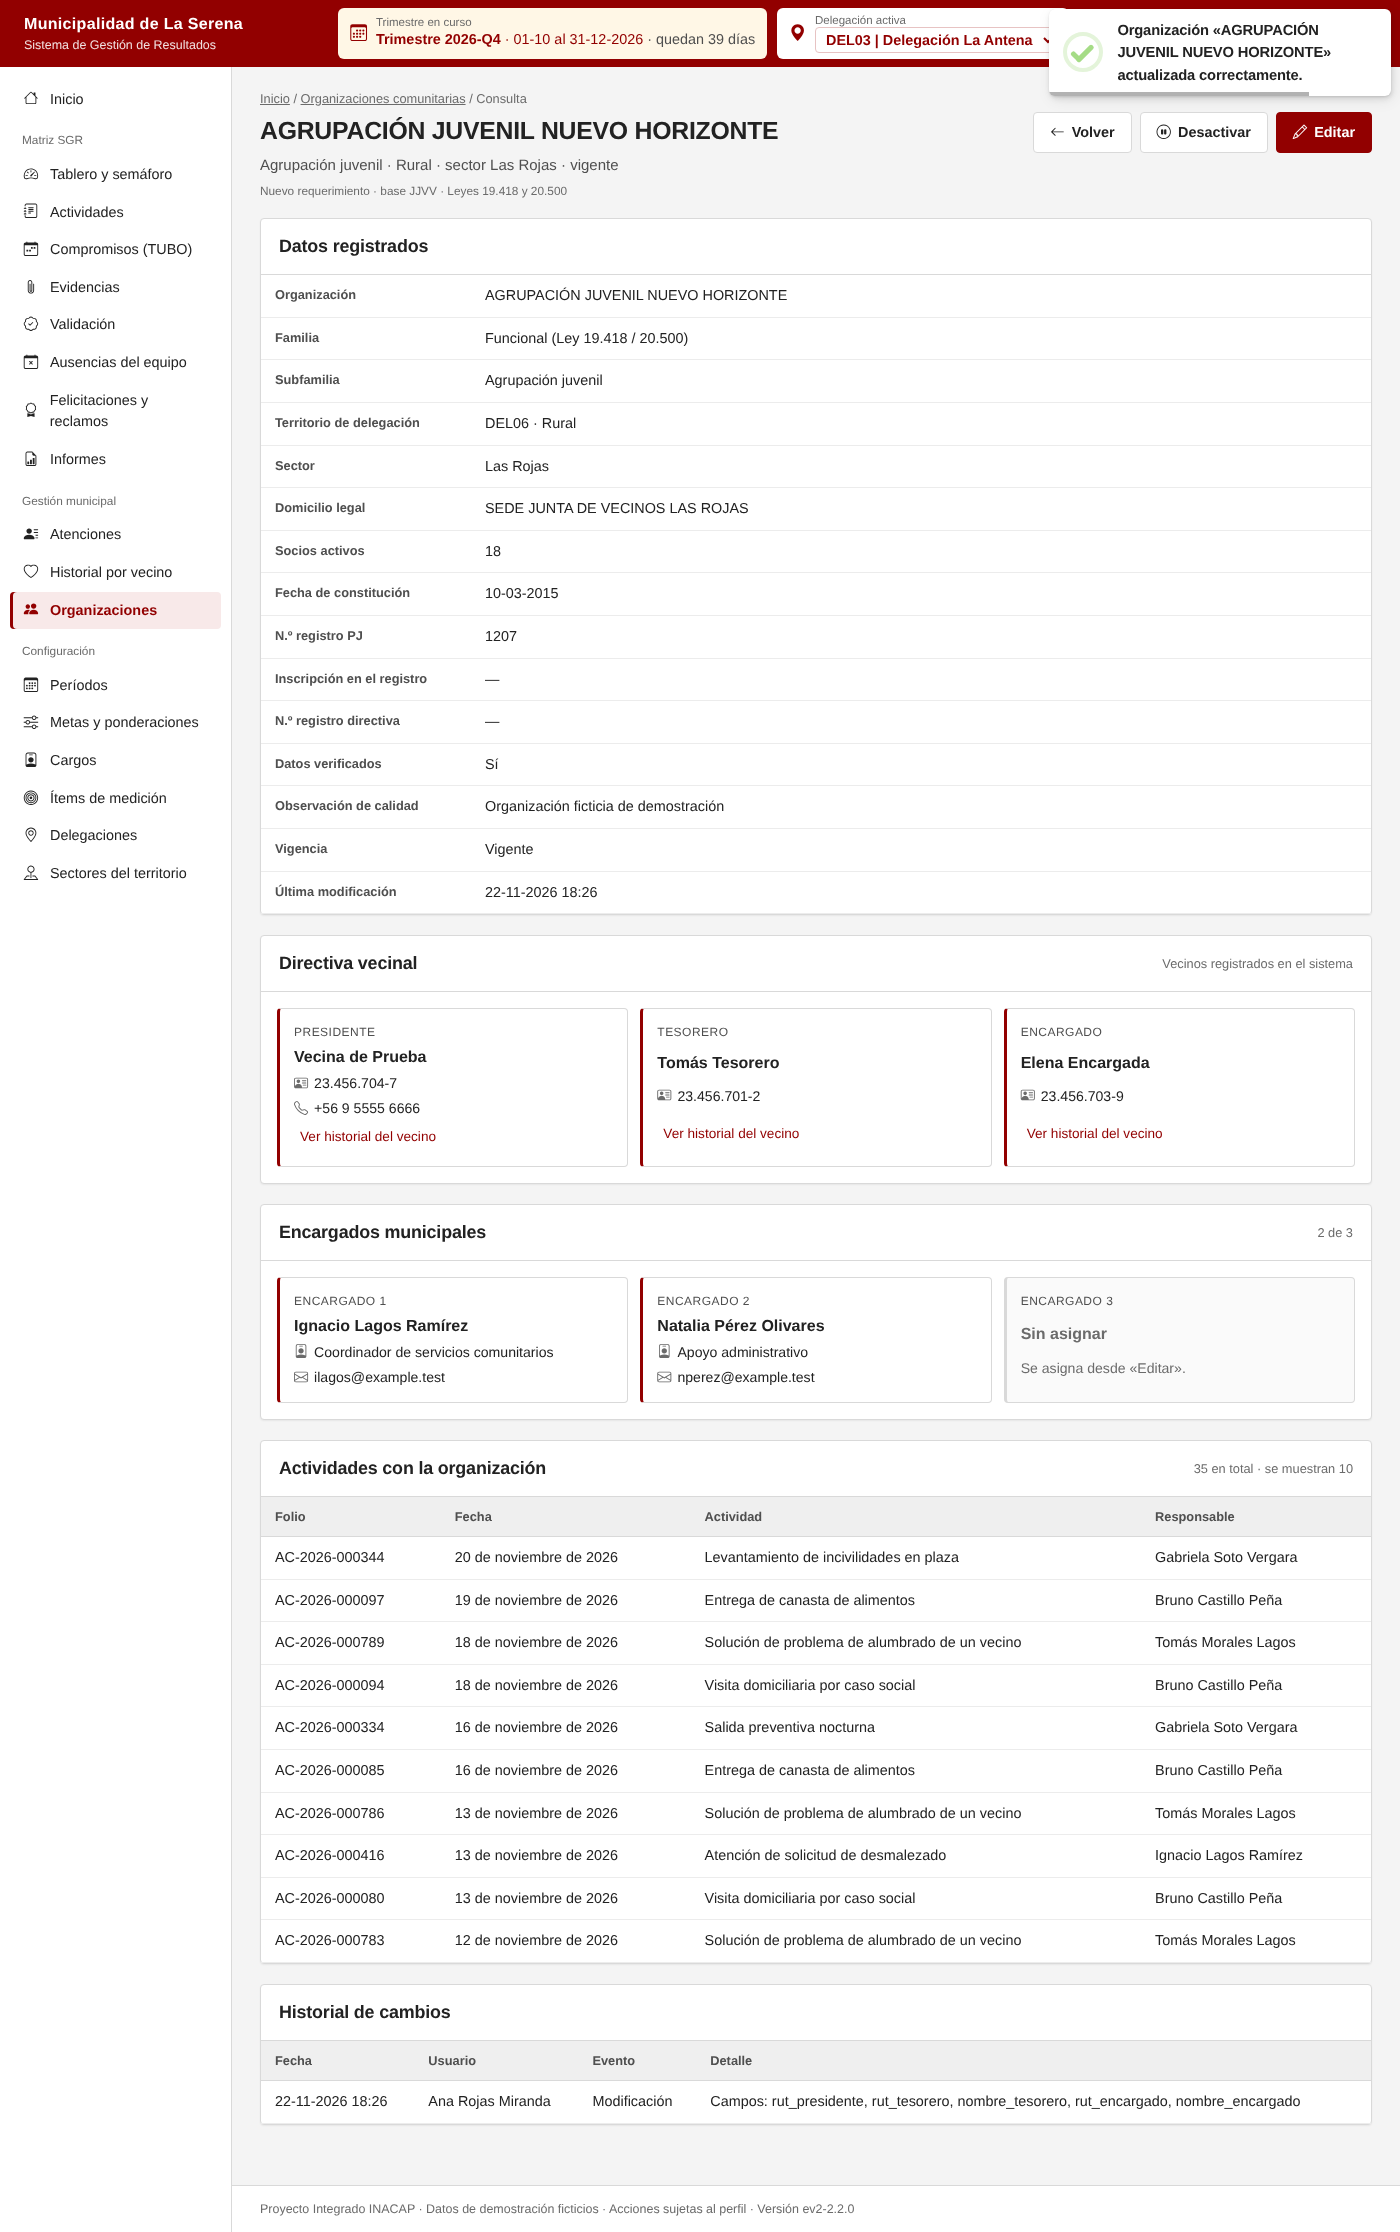 Municipalidad de La Serena
Sistema de Gestión de Resultados
Trimestre en curso
Trimestre 2026-Q4 · 01-10 al 31-12-2026 · quedan 39 días
Delegación activa
DEL03 | Delegación La Antena
Organización «AGRUPACIÓN
JUVENIL NUEVO HORIZONTE»
actualizada correctamente.
Inicio
Matriz SGR
Tablero y semáforo
Actividades
Compromisos (TUBO)
Evidencias
Validación
Ausencias del equipo
Felicitaciones y
reclamos
Informes
Gestión municipal
Atenciones
Historial por vecino
Organizaciones
Configuración
Períodos
Metas y ponderaciones
Cargos
Ítems de medición
Delegaciones
Sectores del territorio
Inicio / Organizaciones comunitarias / Consulta
AGRUPACIÓN JUVENIL NUEVO HORIZONTE
Volver
Desactivar
Editar
Agrupación juvenil · Rural · sector Las Rojas · vigente
Nuevo requerimiento · base JJVV · Leyes 19.418 y 20.500
Datos registrados
Organización AGRUPACIÓN JUVENIL NUEVO HORIZONTE
Familia Funcional (Ley 19.418 / 20.500)
Subfamilia Agrupación juvenil
Territorio de delegación DEL06 · Rural
Sector Las Rojas
Domicilio legal SEDE JUNTA DE VECINOS LAS ROJAS
Socios activos 18
Fecha de constitución 10-03-2015
N.º registro PJ 1207
Inscripción en el registro —
N.º registro directiva —
Datos verificados Sí
Observación de calidad Organización ficticia de demostración
Vigencia Vigente
Última modificación 22-11-2026 18:26
Directiva vecinal
Vecinos registrados en el sistema
PRESIDENTE
Vecina de Prueba
23.456.704-7
+56 9 5555 6666
Ver historial del vecino
TESORERO
Tomás Tesorero
23.456.701-2
Ver historial del vecino
ENCARGADO
Elena Encargada
23.456.703-9
Ver historial del vecino
Encargados municipales
2 de 3
ENCARGADO 1
Ignacio Lagos Ramírez
Coordinador de servicios comunitarios
ilagos@example.test
ENCARGADO 2
Natalia Pérez Olivares
Apoyo administrativo
nperez@example.test
ENCARGADO 3
Sin asignar
Se asigna desde «Editar».
Actividades con la organización
35 en total · se muestran 10
Folio Fecha Actividad Responsable
AC-2026-000344 20 de noviembre de 2026 Levantamiento de incivilidades en plaza Gabriela Soto Vergara
AC-2026-000097 19 de noviembre de 2026 Entrega de canasta de alimentos Bruno Castillo Peña
AC-2026-000789 18 de noviembre de 2026 Solución de problema de alumbrado de un vecino Tomás Morales Lagos
AC-2026-000094 18 de noviembre de 2026 Visita domiciliaria por caso social Bruno Castillo Peña
AC-2026-000334 16 de noviembre de 2026 Salida preventiva nocturna Gabriela Soto Vergara
AC-2026-000085 16 de noviembre de 2026 Entrega de canasta de alimentos Bruno Castillo Peña
AC-2026-000786 13 de noviembre de 2026 Solución de problema de alumbrado de un vecino Tomás Morales Lagos
AC-2026-000416 13 de noviembre de 2026 Atención de solicitud de desmalezado Ignacio Lagos Ramírez
AC-2026-000080 13 de noviembre de 2026 Visita domiciliaria por caso social Bruno Castillo Peña
AC-2026-000783 12 de noviembre de 2026 Solución de problema de alumbrado de un vecino Tomás Morales Lagos
Historial de cambios
Fecha Usuario Evento Detalle
22-11-2026 18:26 Ana Rojas Miranda Modificación Campos: rut_presidente, rut_tesorero, nombre_tesorero, rut_encargado, nombre_encargado
Proyecto Integrado INACAP · Datos de demostración ficticios · Acciones sujetas al perfil · Versión ev2-2.2.0